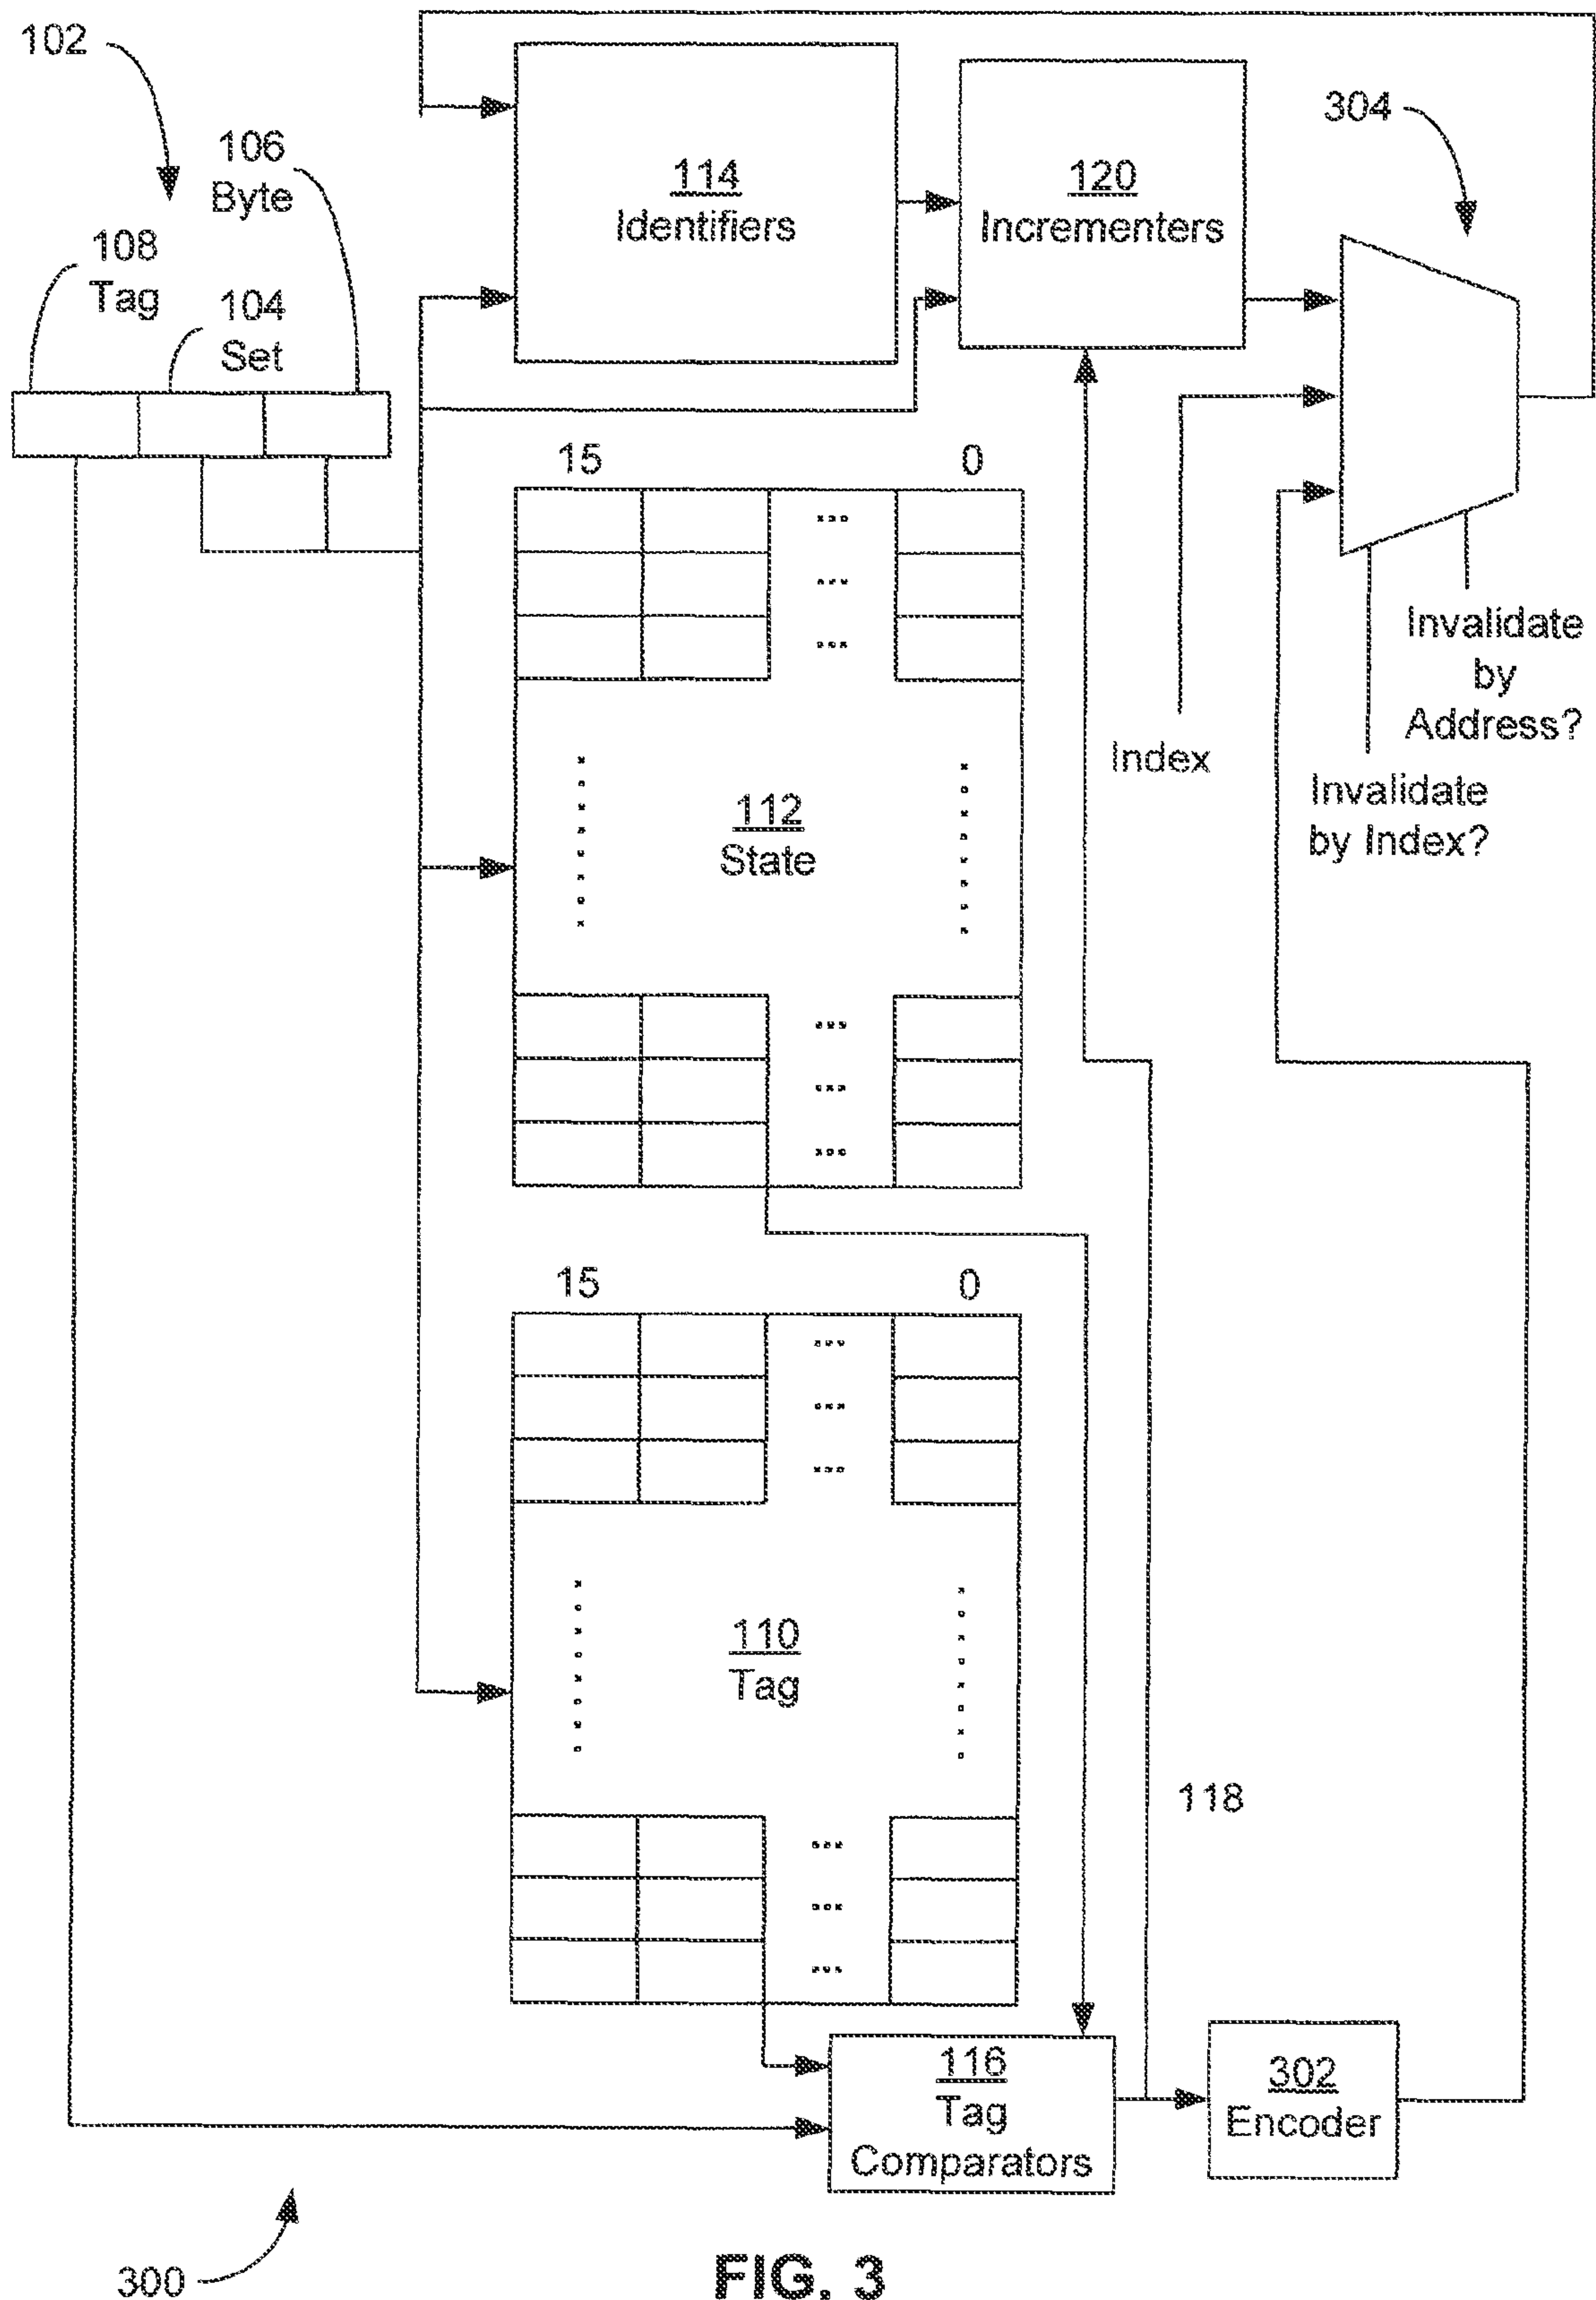 102
106
Byte
108
Tag
104
Set
114
Identifiers
120
Incrementers
304
15
0
112
State
Index
Invalidate
by
Address?
Invalidate
by Index?
15
0
110
Tag
118
116
Tag
Comparators
302
Encoder
300
FIG. 3